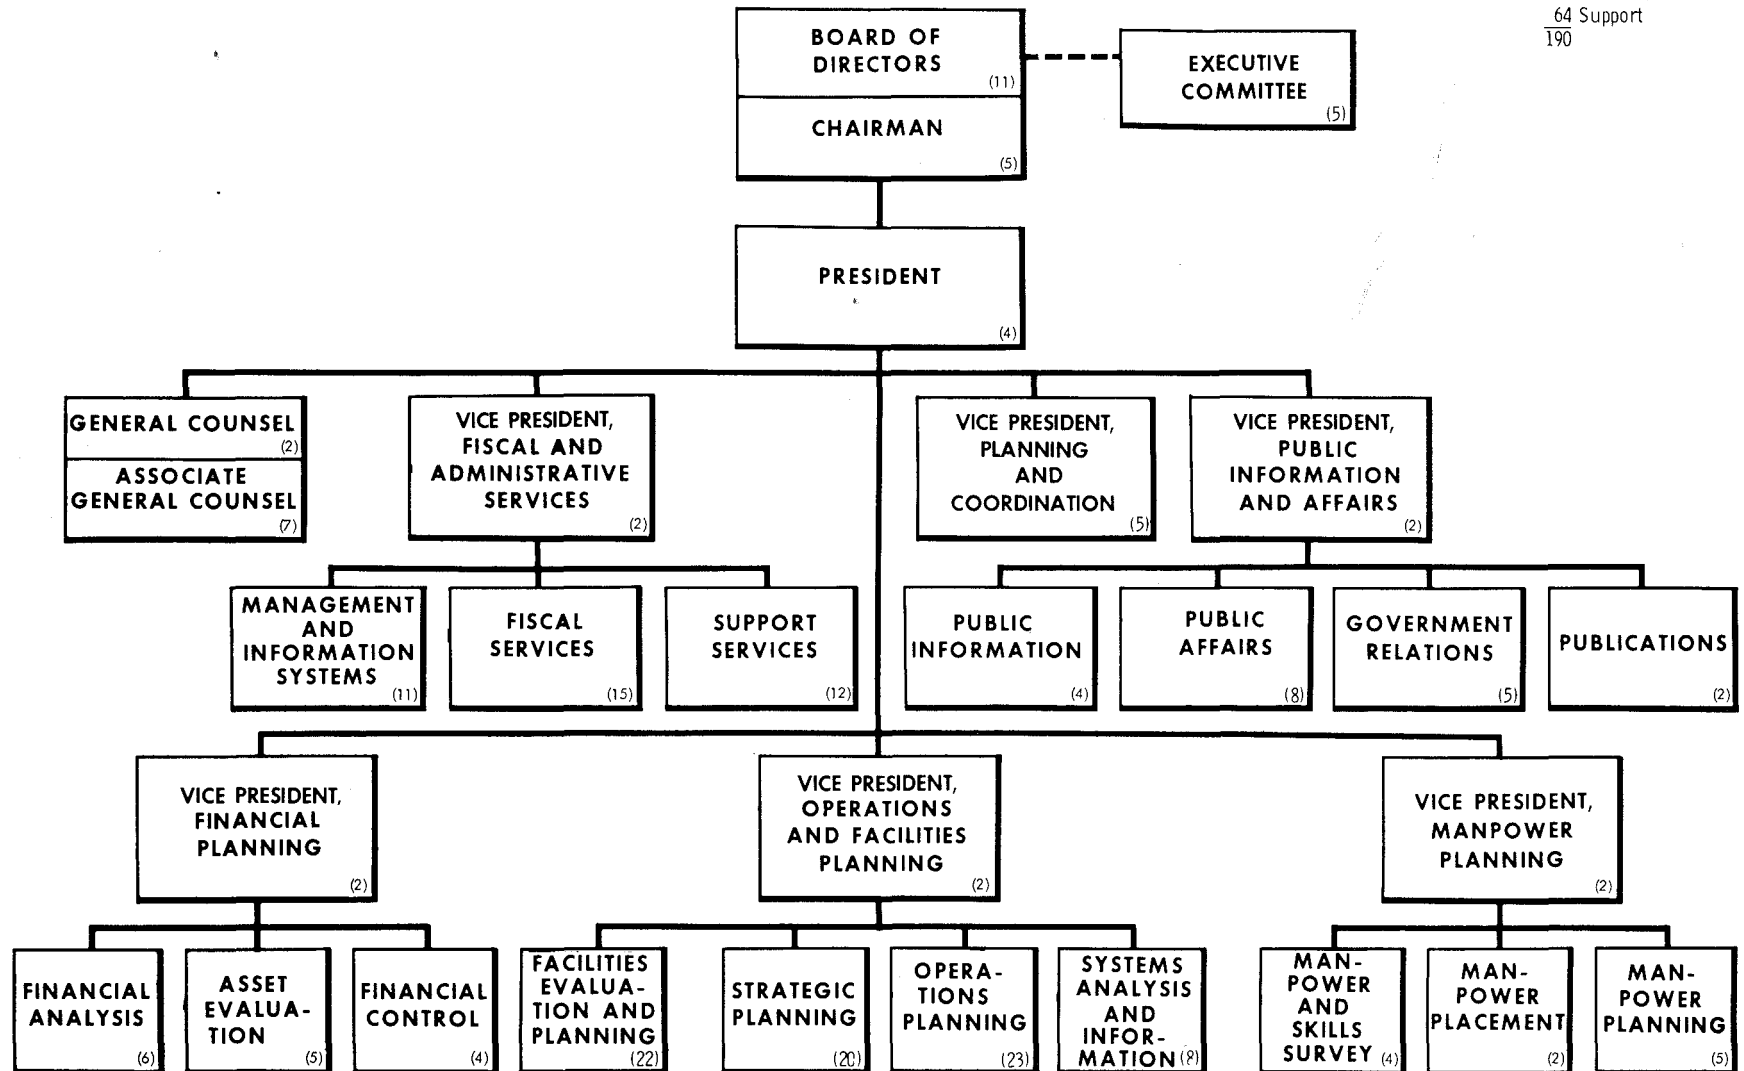 64 Support
190
BOARD OF
DIRECTORS
(11)
CHAIRMAN
(5)
EXECUTIVE
COMMITTEE
(5)
PRESIDENT
(4)
GENERAL COUNSEL
(2)
ASSOCIATE
GENERAL COUNSEL
(7)
VICE PRESIDENT,
FISCAL AND
ADMINISTRATIVE
SERVICES
(2)
VICE PRESIDENT,
PLANNING
AND
COORDINATION
(5)
VICE PRESIDENT,
PUBLIC
INFORMATION
AND AFFAIRS
(2)
MANAGEMENT
AND
INFORMATION
SYSTEMS
(11)
FISCAL
SERVICES
(15)
SUPPORT
SERVICES
(12)
PUBLIC
INFORMATION
(4)
PUBLIC
AFFAIRS
(8)
GOVERNMENT
RELATIONS
(5)
PUBLICATIONS
(2)
VICE PRESIDENT,
FINANCIAL
PLANNING
(2)
VICE PRESIDENT,
OPERATIONS
AND FACILITIES
PLANNING
(2)
VICE PRESIDENT,
MANPOWER
PLANNING
(2)
FINANCIAL
ANALYSIS
(6)
ASSET
EVALUA-
TION
(5)
FINANCIAL
CONTROL
(4)
FACILITIES
EVALUA-
TION AND
PLANNING
(22)
STRATEGIC
PLANNING
(20)
OPERA-
TIONS
PLANNING
(23)
SYSTEMS
ANALYSIS
AND
INFOR-
MATION (8)
MAN-
POWER
AND
SKILLS
SURVEY (4)
MAN-
POWER
PLACEMENT
(2)
MAN-
POWER
PLANNING
(5)